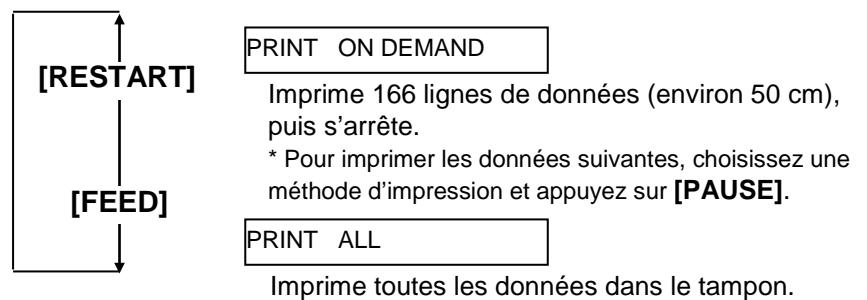 PRINT ON DEMAND
[RESTART]
Imprime 166 lignes de données (environ 50 cm),
puis s’arrête.
* Pour imprimer les données suivantes, choisissez une
méthode d’impression et appuyez sur [PAUSE].
[FEED]
PRINT ALL
Imprime toutes les données dans le tampon.